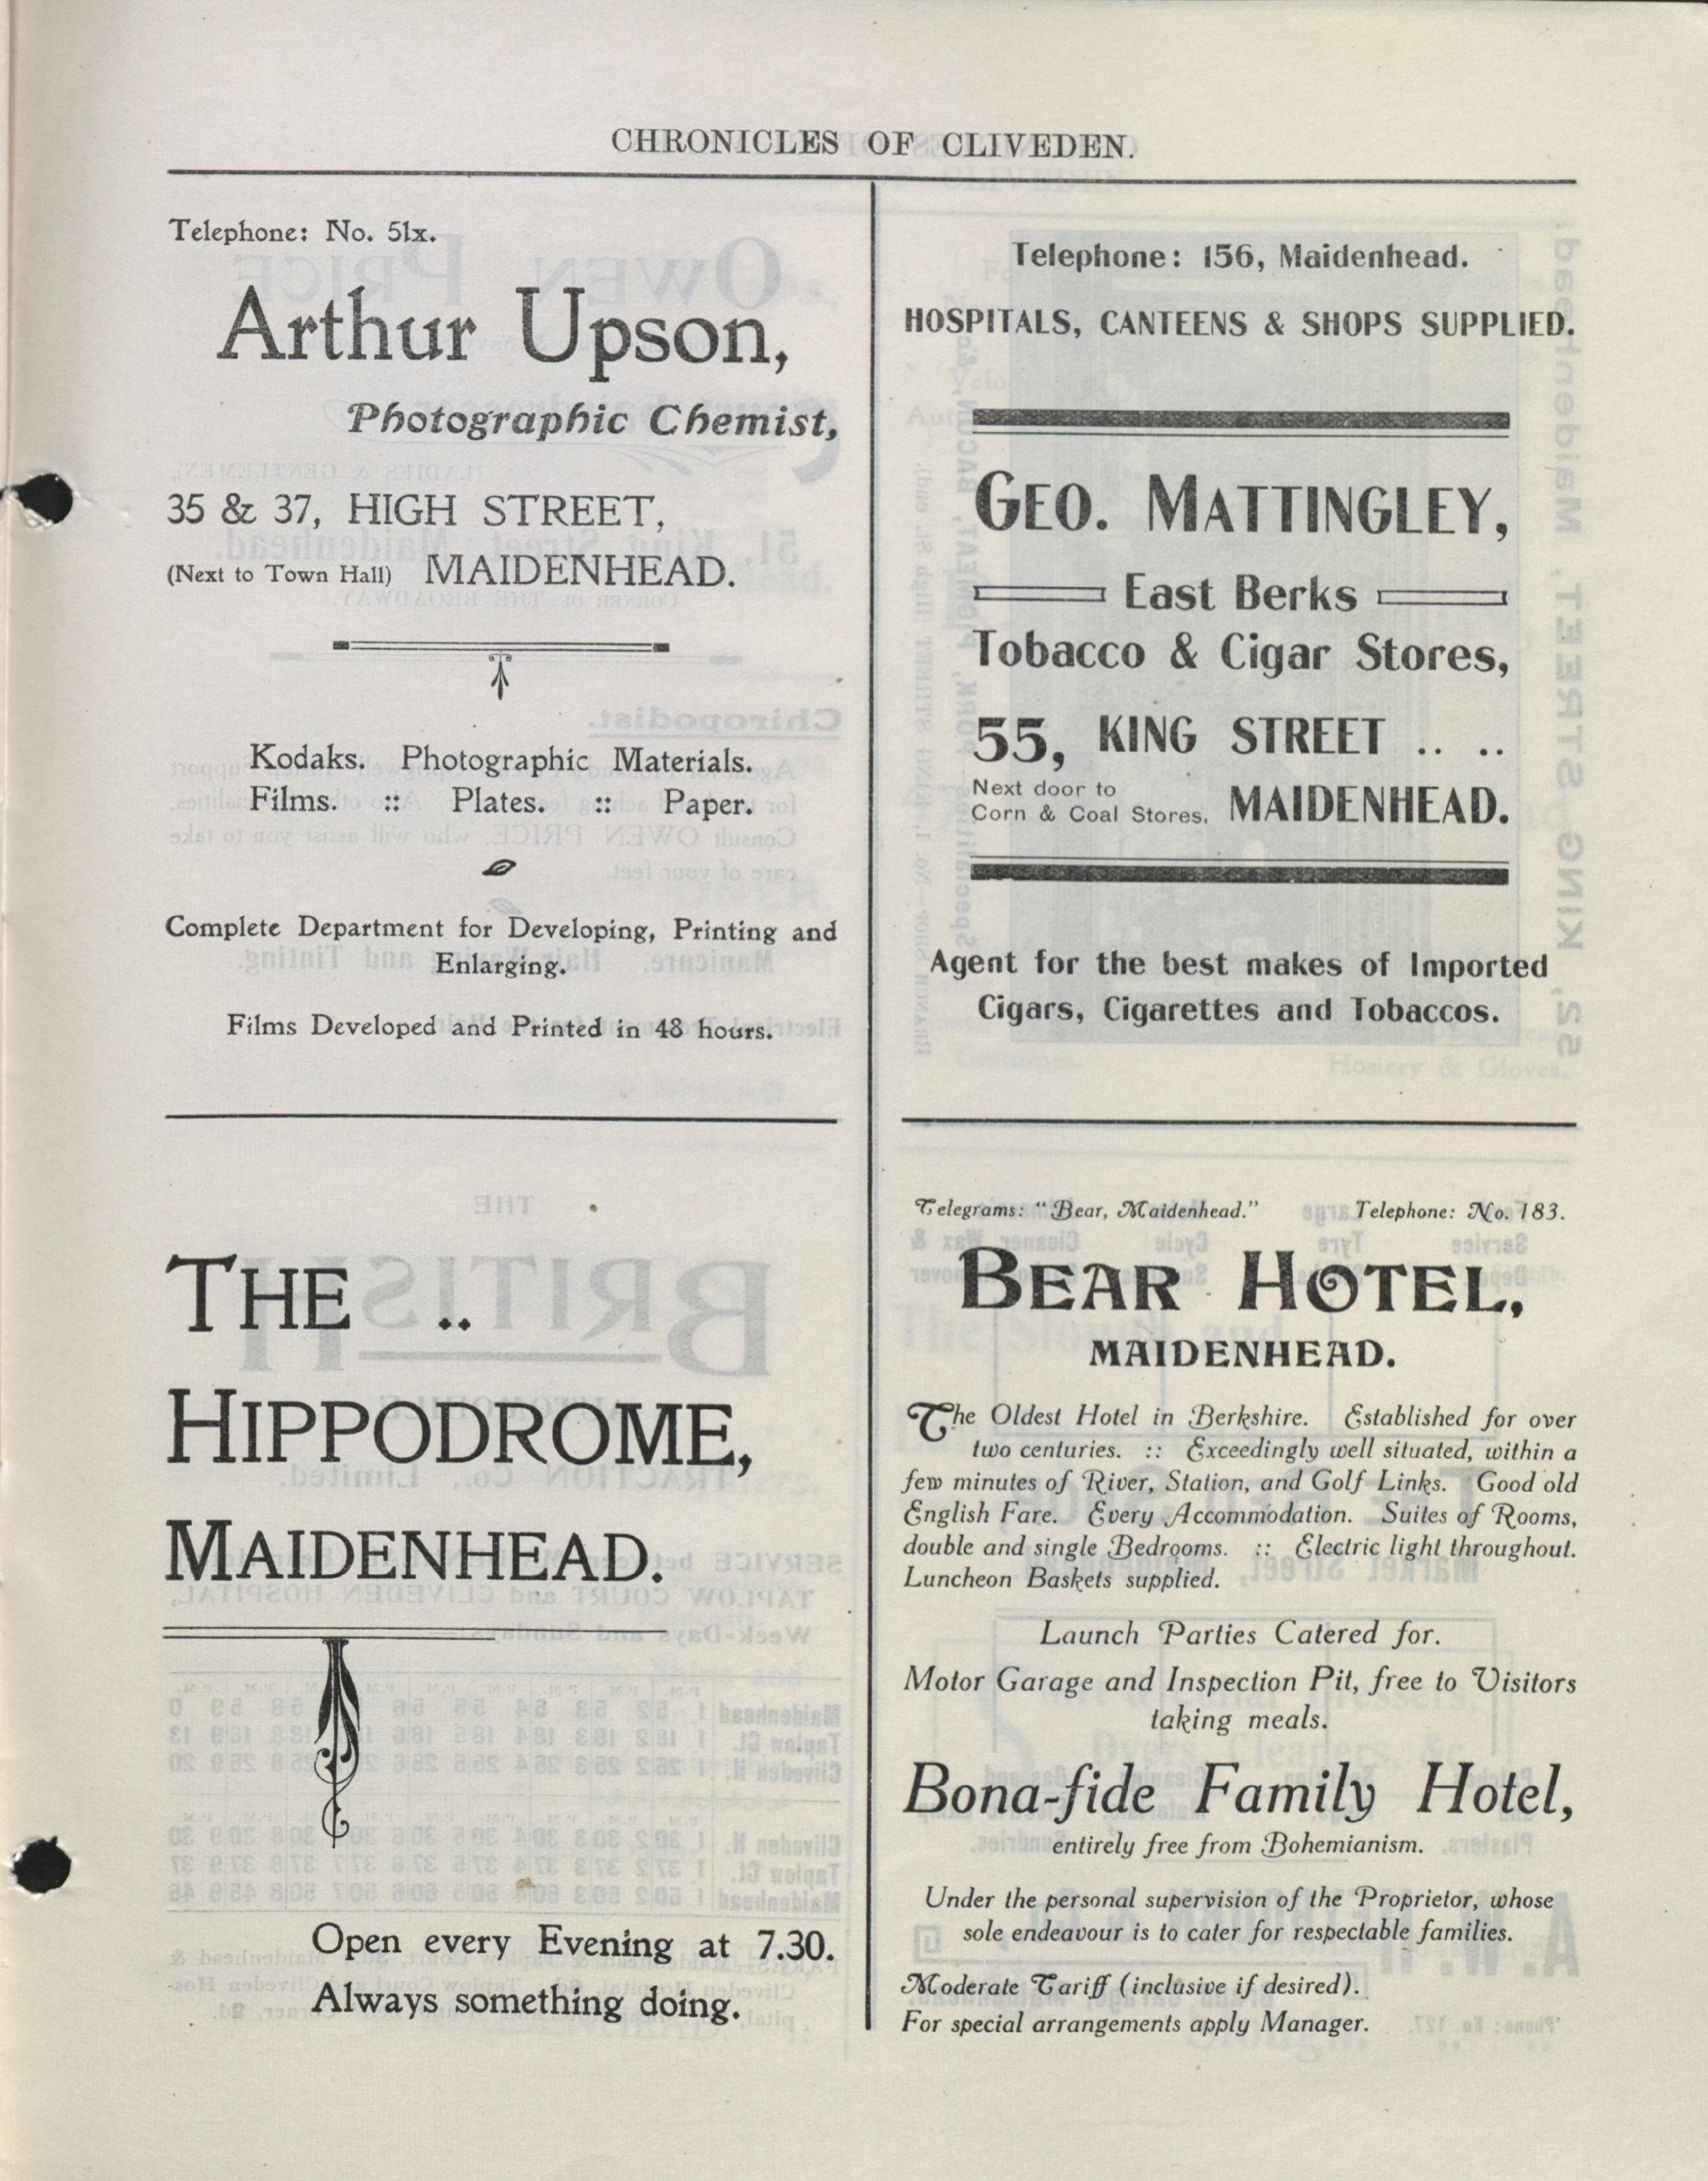 CHRONICLES OF CLIVEDEN.
Telephone: No. 51x.
Arthur Upson,
Photographic Chemist,
35 & 37, HIGH STREET,
(Next to Town Hall) MAIDENHEAD.
Kodaks. Photographic Materials.
Films. :: Plates. :: Paper.
Complete Department for Developing, Printing and
Enlarging.
Films Developed and Printed in 48 hours.
Telephone: 156, Maidenhead.
HOSPITALS, CANTEENS & SHOPS SUPPLIED.
GEO. MATTINGLEY,
East Berks
Tobacco & Cigar Stores,
55, KING STREET .. ..
Next door to
Corn & Coal Stores, MAIDENHEAD.
Agent for the best makes of Imported
Cigars, Cigarettes and Tobaccos.
THE ..
HIPPODROME,
MAIDENHEAD.
Open every Evening at 7.30.
Always something doing.
Telegrams: "Bear, Maidenhead." Telephone: No. 183.
BEAR HOTEL,
MAIDENHEAD.
The Oldest Hotel in Berkshire. Established for over
two centuries. :: Exceedingly well situated, within a
few minutes of River, Station, and Golf Links. Good old
English Fare. Every Accommodation. Suites of Rooms,
double and single Bedrooms. :: Electric light throughout.
Luncheon Baskets supplied.
Launch Parties Catered for.
Motor Garage and Inspection Pit, free to Visitors
taking meals.
Bona-fide Family Hotel,
entirely free from Bohemianism.
Under the personal supervision of the Proprietor, whose
sole endeavour is to cater for respectable families.
Moderate Tariff (inclusive if desired).
For special arrangements apply Manager.